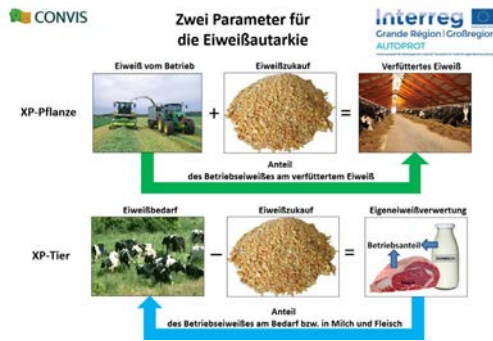 CONVIS
Zwei Parameter für
die Eiweißautarkie
Interreg
Grande Région | Großregion
AUTOPROT
Eiweiß vom Betrieb
Eiweißzukauf
Verfüttertes Eiweiß
XP-Pflanze
+
=
Anteil
des Betriebseiweißes am verfüttertem Eiweiß
Eiweißbedarf
Eiweißzukauf
Eigeneiweißverwertung
XP-Tier
–
=
Betriebsanteil
Anteil
des Betriebseiweißes am Bedarf bzw. in Milch und Fleisch